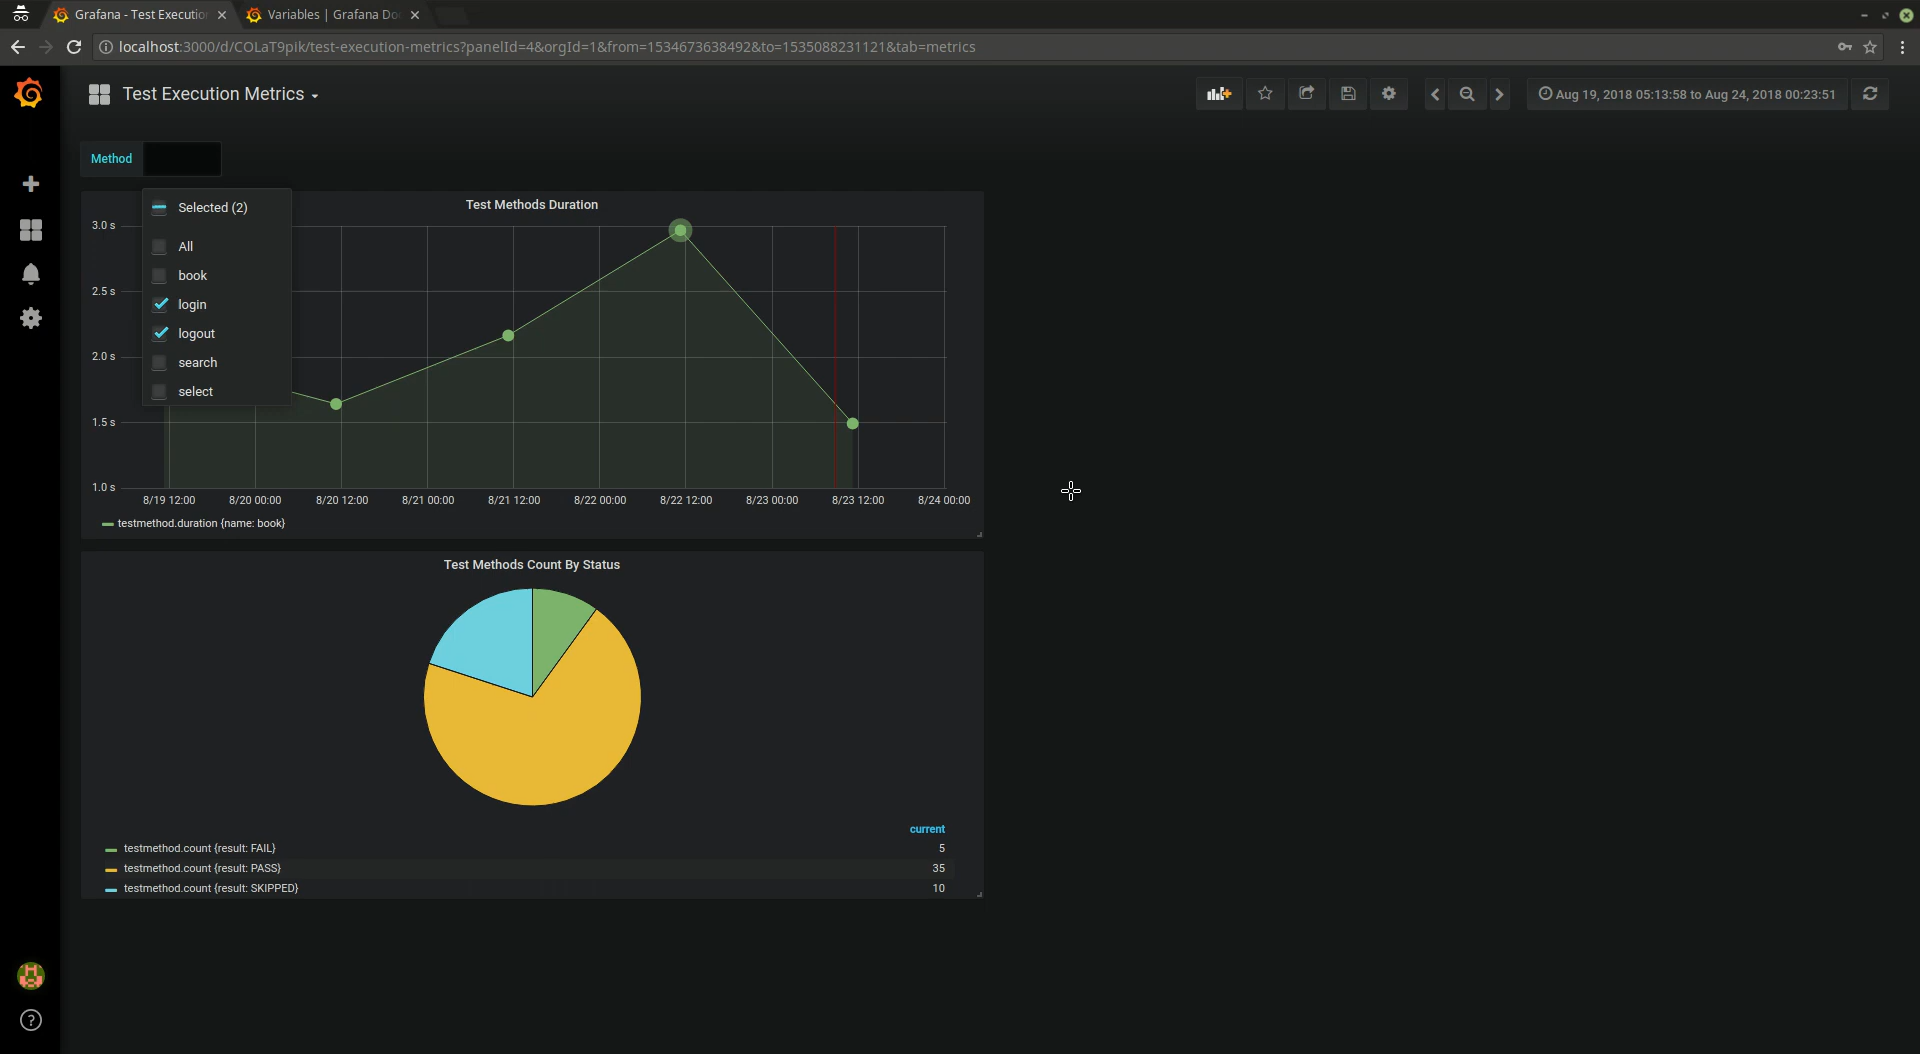 Grafana - Test Executio
Variables | Grafana Do
localhost:3000/d/COLaT9pik/test-execution-metrics?panelId=4&orgId=1&from=1534673638492&to=1535088231121&tab=metrics
Test Execution Metrics
Aug 19, 2018 05:13:58 to Aug 24, 2018 00:23:51
Method
Selected (2)
All
book
login
logout
search
select
Test Methods Duration
3.0 s
2.5 s
2.0 s
1.5 s
1.0 s
8/19 12:00 8/20 00:00 8/20 12:00 8/21 00:00 8/21 12:00 8/22 00:00 8/22 12:00 8/23 00:00 8/23 12:00 8/24 00:00
testmethod.duration {name: book}
Test Methods Count By Status
current
testmethod.count {result: FAIL} 5
testmethod.count {result: PASS} 35
testmethod.count {result: SKIPPED} 10